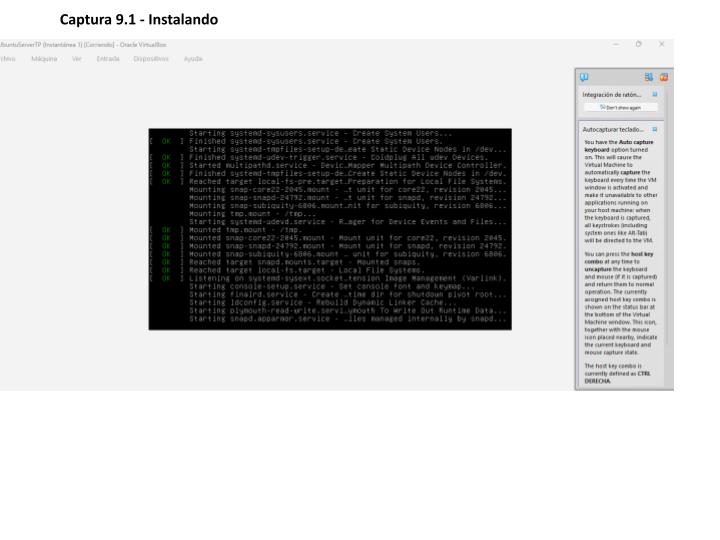 Captura 9.1 - Instalando
UbuntuServerTP (Instantánea 1) [Corriendo] - Oracle VirtualBox
rchivo Máquina Ver Entrada Dispositivos Ayuda
Starting systemd-sysusers.service - Create System Users...
[ OK ] Finished systemd-sysusers.service - Create System Users.
Starting systemd-tmpfiles-setup-de…eate Static Device Nodes in /dev...
[ OK ] Finished systemd-udev-trigger.service - Coldplug All udev Devices.
[ OK ] Started multipathd.service - Devic…Mapper Multipath Device Controller.
[ OK ] Finished systemd-tmpfiles-setup-de…Create Static Device Nodes in /dev.
[ OK ] Reached target local-fs-pre.target…Preparation for Local File Systems.
Mounting snap-core22-2045.mount - …t unit for core22, revision 2045...
Mounting snap-snapd-24792.mount - …t unit for snapd, revision 24792...
Mounting snap-subiquity-6806.mount…nit for subiquity, revision 6806...
Mounting tmp.mount - /tmp...
Starting systemd-udevd.service - R…ager for Device Events and Files...
[ OK ] Mounted tmp.mount - /tmp.
[ OK ] Mounted snap-core22-2045.mount - Mount unit for core22, revision 2045.
[ OK ] Mounted snap-snapd-24792.mount - Mount unit for snapd, revision 24792.
[ OK ] Mounted snap-subiquity-6806.mount … unit for subiquity, revision 6806.
[ OK ] Reached target snapd.mounts.target - Mounted snaps.
[ OK ] Reached target local-fs.target - Local File Systems.
[ OK ] Listening on systemd-sysext.socket…tension Image Management (Varlink).
Starting console-setup.service - Set console font and keymap...
Starting finalrd.service - Create …time dir for shutdown pivot root...
Starting ldconfig.service - Rebuild Dynamic Linker Cache...
Starting plymouth-read-write.servi…ymouth To Write Out Runtime Data...
Starting snapd.apparmor.service - …iles managed internally by snapd...
Integración de ratón...
Don't show again
Autocapturar teclado...
You have the Auto capture
keyboard option turned
on. This will cause the
Virtual Machine to
automatically capture the
keyboard every time the VM
window is activated and
make it unavailable to other
applications running on
your host machine: when
the keyboard is captured,
all keystrokes (including
system ones like Alt-Tab)
will be directed to the VM.
You can press the host key
combo at any time to
uncapture the keyboard
and mouse (if it is captured)
and return them to normal
operation. The currently
assigned host key combo is
shown on the status bar at
the bottom of the Virtual
Machine window. This icon,
together with the mouse
icon placed nearby, indicate
the current keyboard and
mouse capture state.
The host key combo is
currently defined as CTRL
DERECHA.